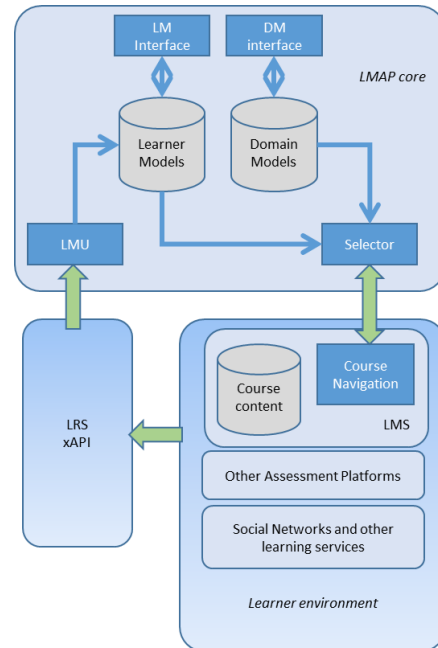 LM
Interface
DM
interface
LMAP core
Learner
Models
Domain
Models
LMU
Selector
Course
content
Course
Navigation
LMS
LRS
xAPI
Other Assessment Platforms
Social Networks and other
learning services
Learner environment